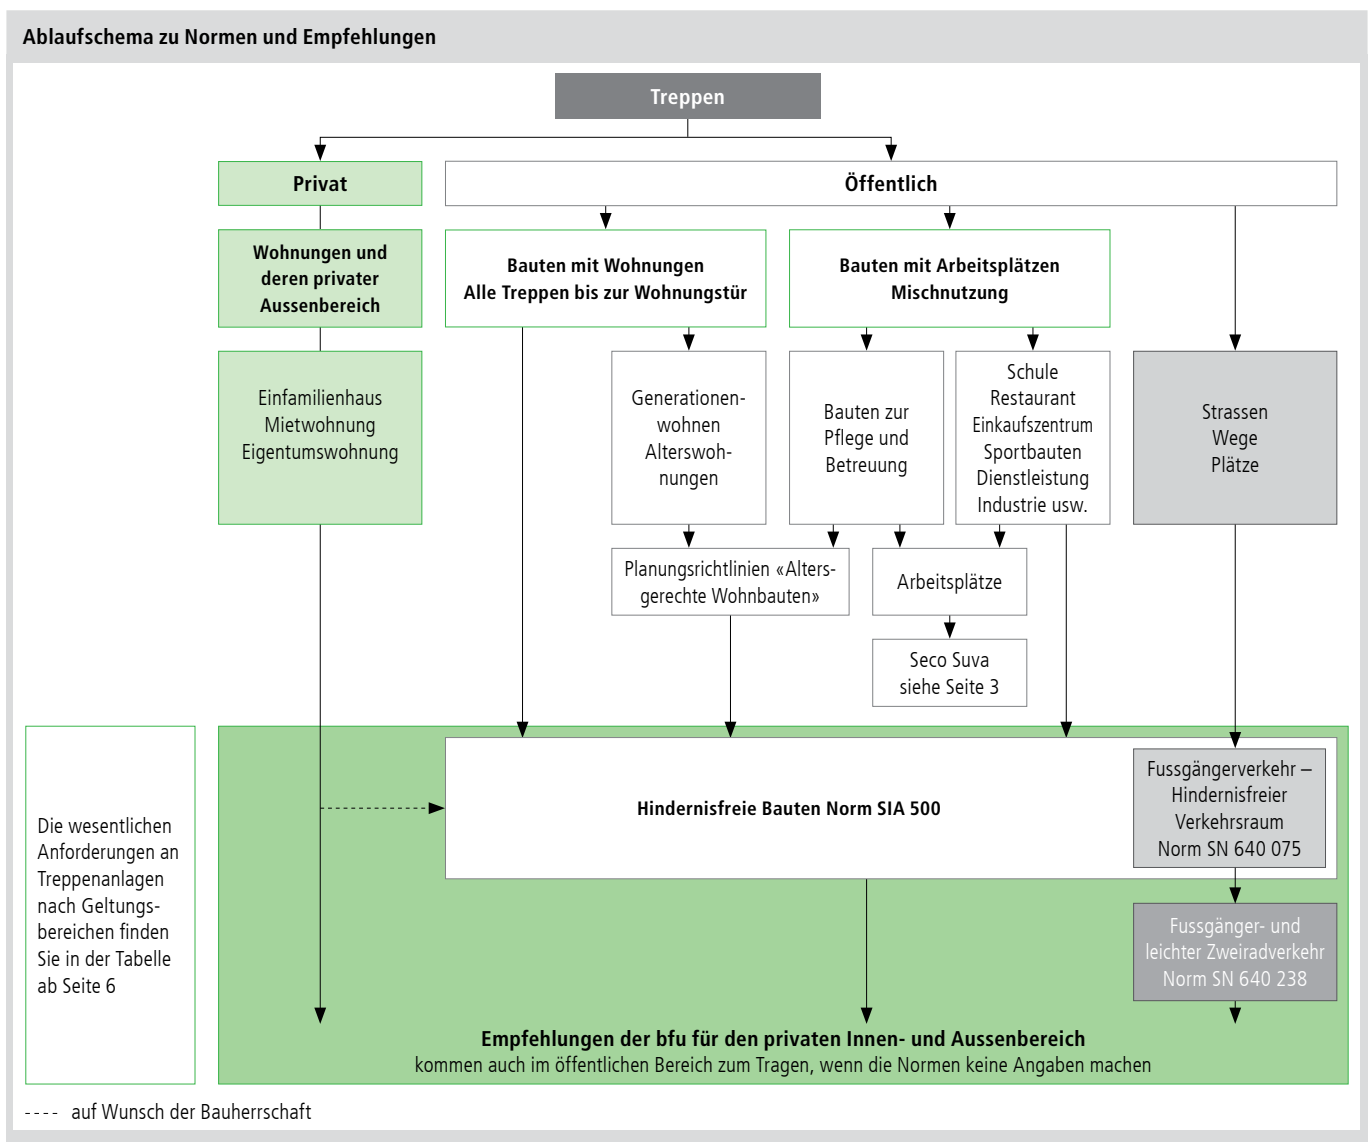 Ablaufschema zu Normen und Empfehlungen
Treppen
Privat
Öffentlich
Wohnungen und
deren privater
Aussenbereich
Bauten mit Wohnungen
Alle Treppen bis zur Wohnungstür
Bauten mit Arbeitsplätzen
Mischnutzung
Einfamilienhaus
Mietwohnung
Eigentumswohnung
Generationen-
wohnen
Alterswoh-
nungen
Bauten zur
Pflege und
Betreuung
Schule
Restaurant
Einkaufszentrum
Sportbauten
Dienstleistung
Industrie usw.
Strassen
Wege
Plätze
Planungsrichtlinien «Alters-
gerechte Wohnbauten»
Arbeitsplätze
Seco Suva
siehe Seite 3
Die wesentlichen
Anforderungen an
Treppenanlagen
nach Geltungs-
bereichen finden
Sie in der Tabelle
ab Seite 6
Hindernisfreie Bauten Norm SIA 500
Fussgängerverkehr –
Hindernisfreier
Verkehrsraum
Norm SN 640 075
Fussgänger- und
leichter Zweiradverkehr
Norm SN 640 238
Empfehlungen der bfu für den privaten Innen- und Aussenbereich
kommen auch im öffentlichen Bereich zum Tragen, wenn die Normen keine Angaben machen
---- auf Wunsch der Bauherrschaft